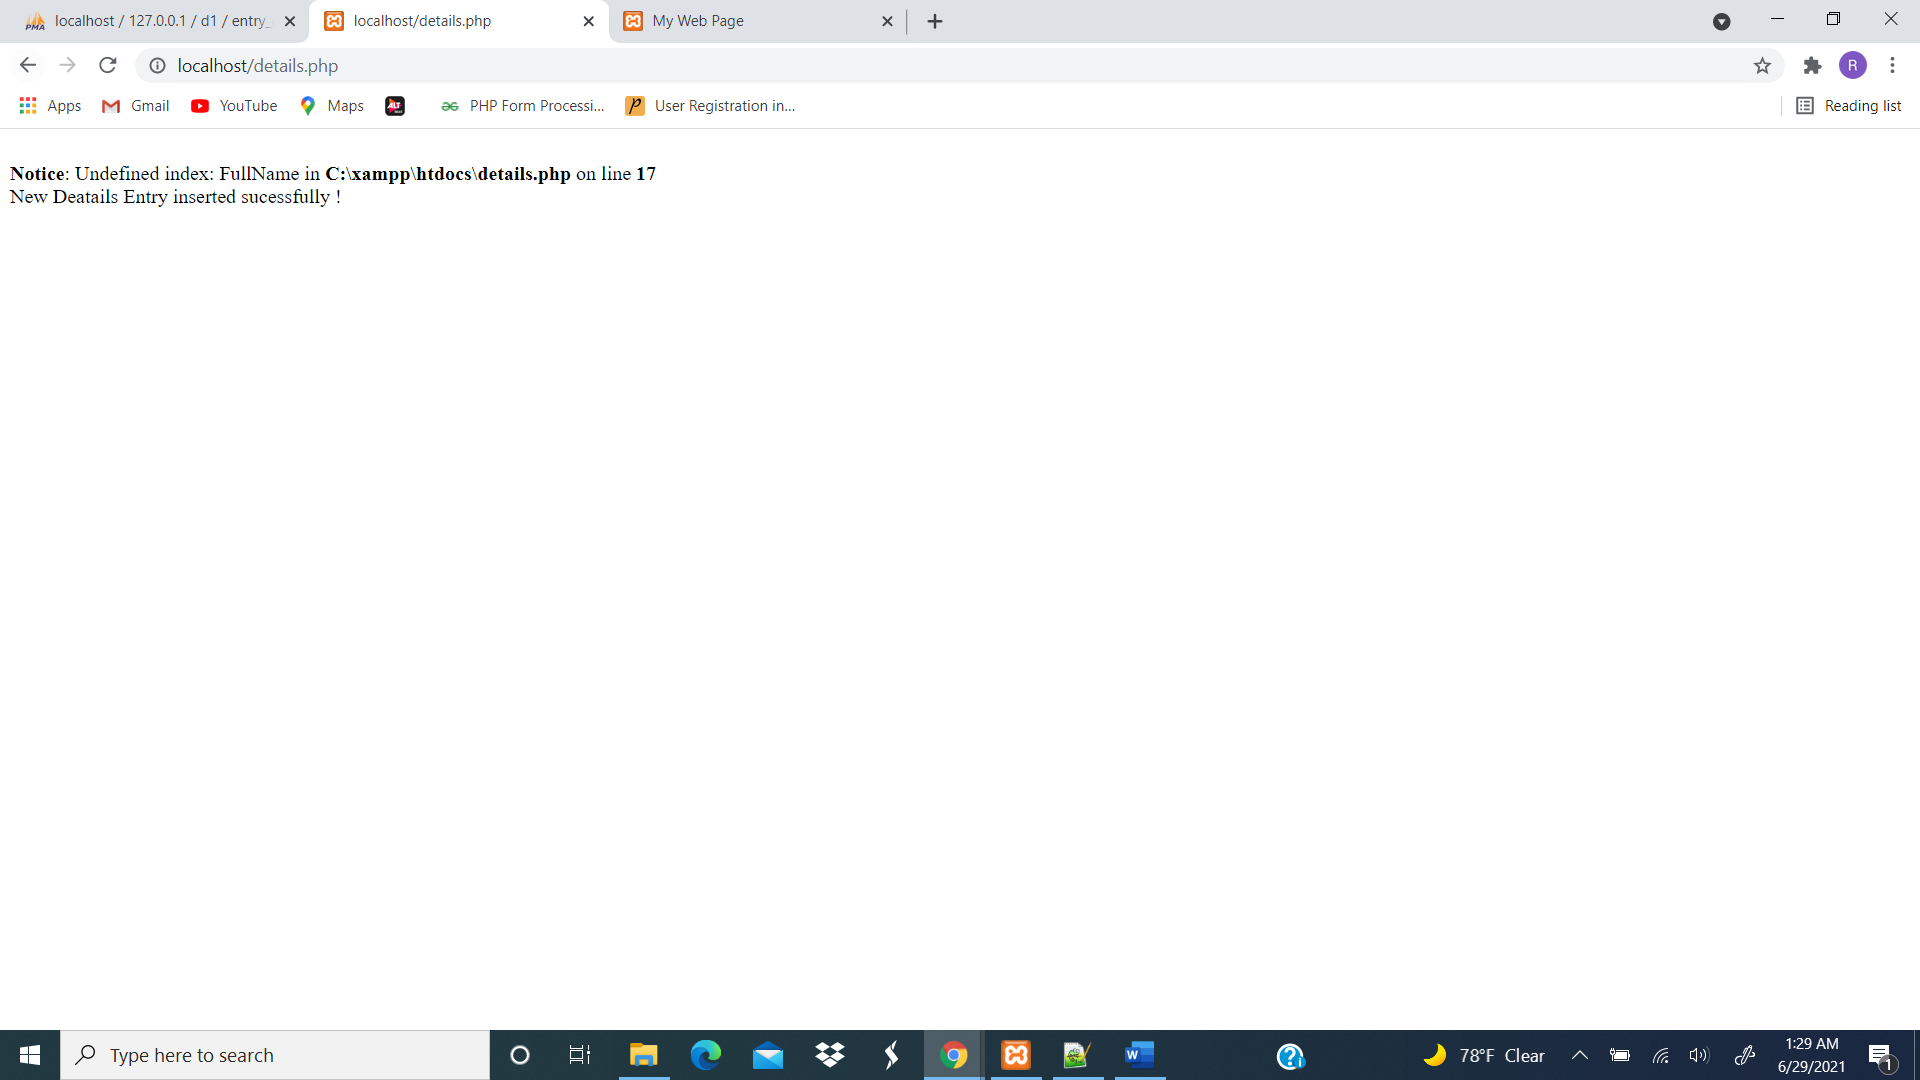 localhost / 127.0.0.1 / d1 / entry_
localhost/details.php
My Web Page
localhost/details.php
R
Apps
Gmail
YouTube
Maps
ALT
PHP Form Processi...
User Registration in...
Reading list
Notice: Undefined index: FullName in C:\xampp\htdocs\details.php on line 17
New Deatails Entry inserted sucessfully !
Type here to search
78°F Clear
1:29 AM
6/29/2021
1